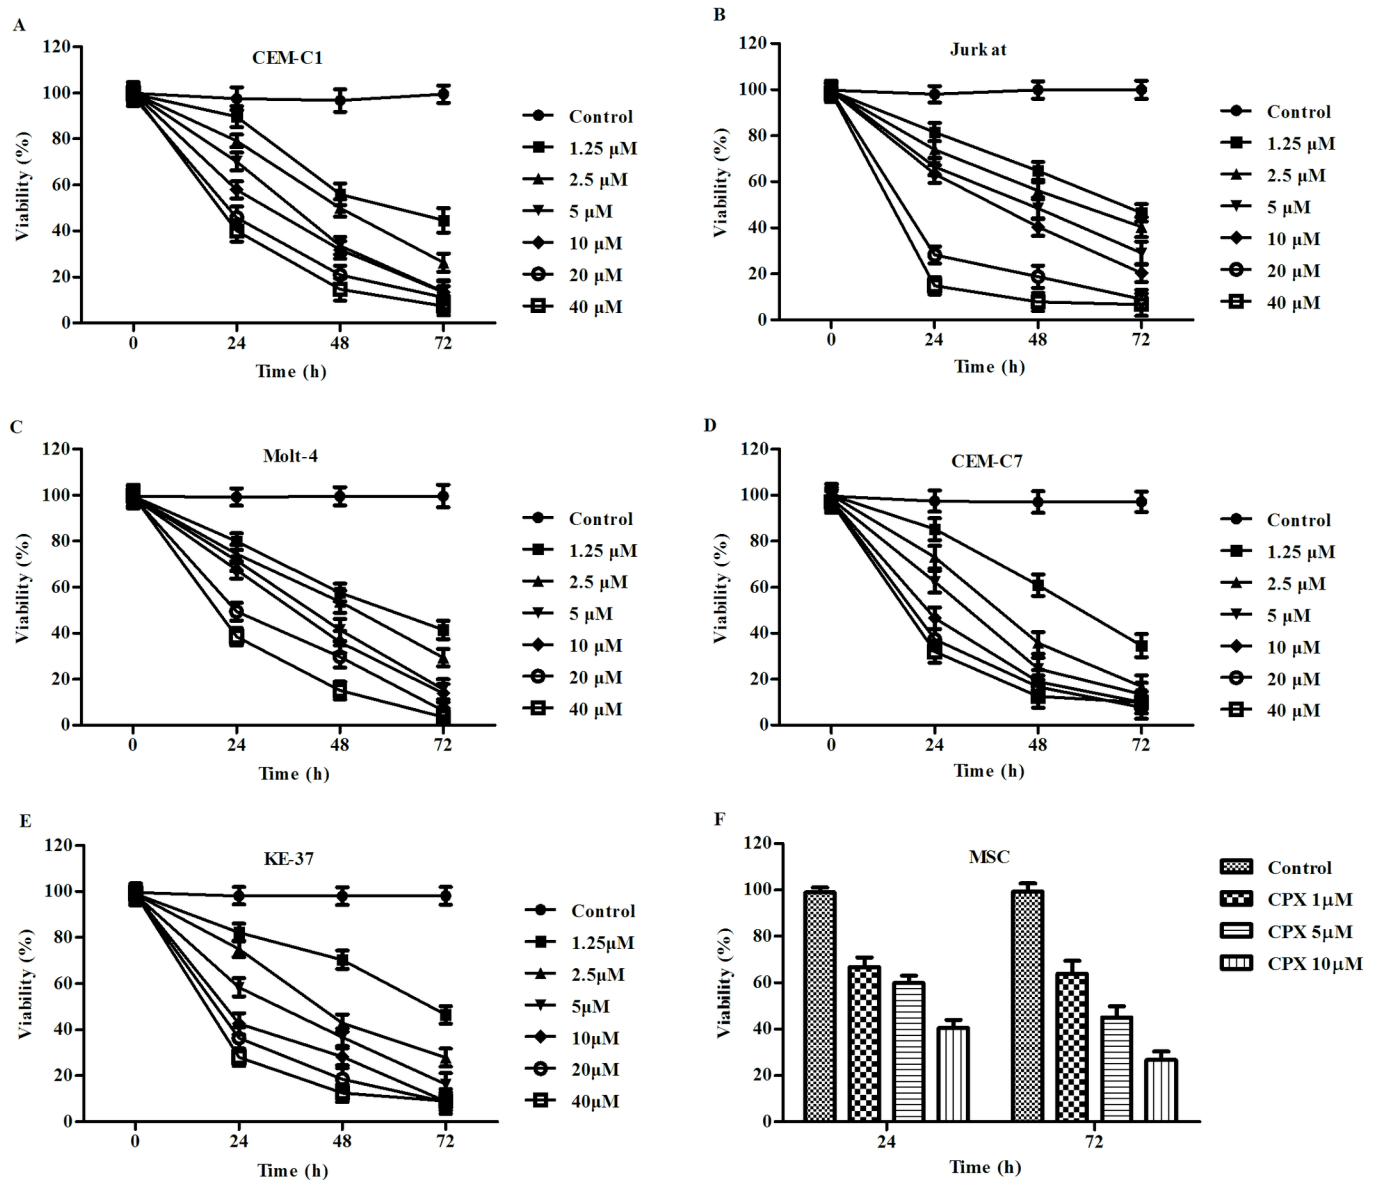 A
CEM-C1
120
100
80
60
40
20
0
Viability (%)
0 24 48 72
Time (h)
Control
1.25 µM
2.5 µM
5 µM
10 µM
20 µM
40 µM
B
Jurkat
120
100
80
60
40
20
0
Viability (%)
0 24 48 72
Time (h)
Control
1.25 µM
2.5 µM
5 µM
10 µM
20 µM
40 µM
C
Molt-4
120
100
80
60
40
20
0
Viability (%)
0 24 48 72
Time (h)
Control
1.25 µM
2.5 µM
5 µM
10 µM
20 µM
40 µM
D
CEM-C7
120
100
80
60
40
20
0
Viability (%)
0 24 48 72
Time (h)
Control
1.25 µM
2.5 µM
5 µM
10 µM
20 µM
40 µM
E
KE-37
120
100
80
60
40
20
0
Viability (%)
0 24 48 72
Time (h)
Control
1.25µM
2.5µM
5µM
10µM
20µM
40µM
F
MSC
120
100
80
60
40
20
0
Viability (%)
24 72
Time (h)
Control
CPX 1µM
CPX 5µM
CPX 10µM